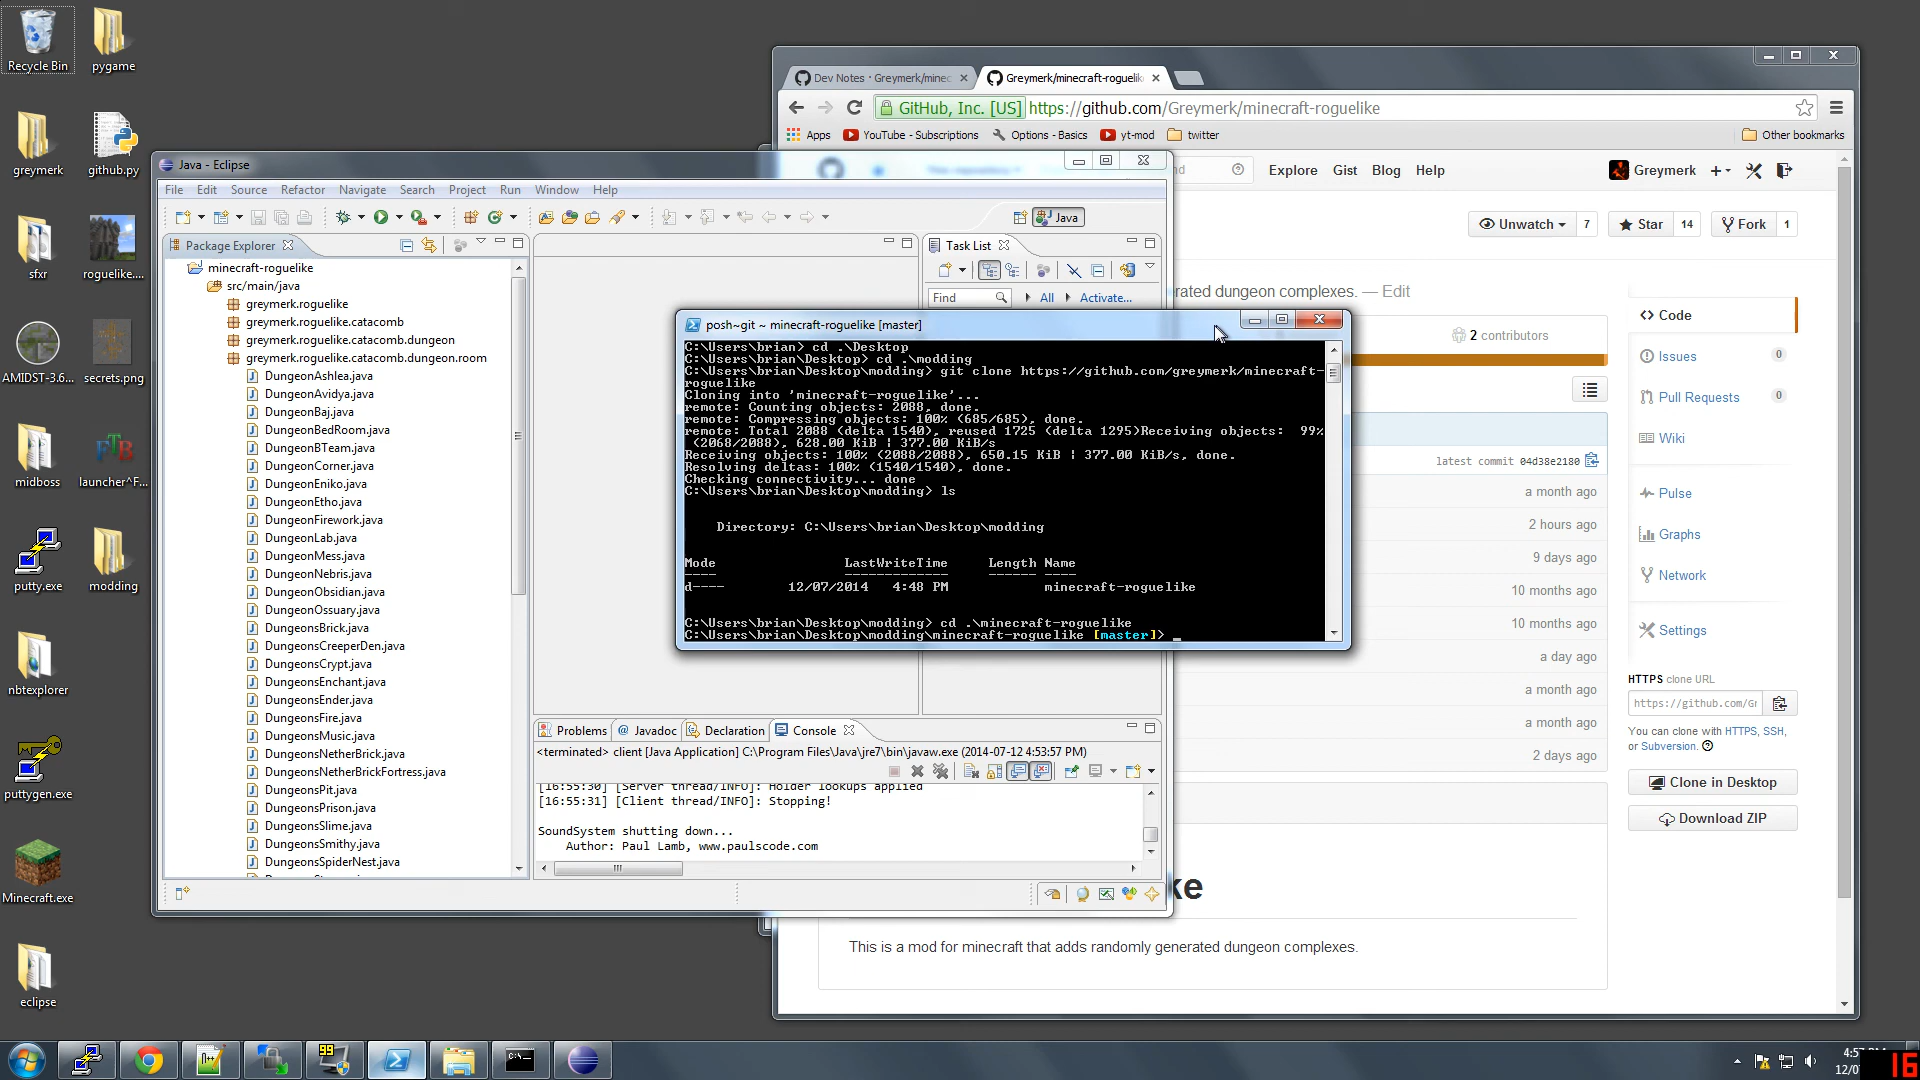 Recycle Bin
pygame
greymerk
github.py
sfxr
roguelike....
AMIDST-3.6...
secrets.png
midboss
launcher^F...
putty.exe
modding
nbtexplorer
puttygen.exe
Minecraft.exe
eclipse
Dev Notes · Greymerk/minec
Greymerk/minecraft-roguelik
GitHub, Inc. [US]
https://github.com/Greymerk/minecraft-roguelike
Apps
YouTube - Subscriptions
Options - Basics
yt-mod
twitter
Other bookmarks
Explore
Gist
Blog
Help
Greymerk
Unwatch
7
Star
14
Fork
1
rated dungeon complexes. — Edit
2 contributors
latest commit 04d38e2180
a month ago
2 hours ago
9 days ago
10 months ago
10 months ago
a day ago
a month ago
a month ago
2 days ago
Code
Issues
0
Pull Requests
0
Wiki
Pulse
Graphs
Network
Settings
HTTPS clone URL
https://github.com/Gr
You can clone with HTTPS, SSH,
or Subversion.
Clone in Desktop
Download ZIP
ke
This is a mod for minecraft that adds randomly generated dungeon complexes.
Java - Eclipse
File Edit Source Refactor Navigate Search Project Run Window Help
Java
Package Explorer
minecraft-roguelike
src/main/java
greymerk.roguelike
greymerk.roguelike.catacomb
greymerk.roguelike.catacomb.dungeon
greymerk.roguelike.catacomb.dungeon.room
DungeonAshlea.java
DungeonAvidya.java
DungeonBaj.java
DungeonBedRoom.java
DungeonBTeam.java
DungeonCorner.java
DungeonEniko.java
DungeonEtho.java
DungeonFirework.java
DungeonLab.java
DungeonMess.java
DungeonNebris.java
DungeonObsidian.java
DungeonOssuary.java
DungeonsBrick.java
DungeonsCreeperDen.java
DungeonsCrypt.java
DungeonsEnchant.java
DungeonsEnder.java
DungeonsFire.java
DungeonsMusic.java
DungeonsNetherBrick.java
DungeonsNetherBrickFortress.java
DungeonsPit.java
DungeonsPrison.java
DungeonsSlime.java
DungeonsSmithy.java
DungeonsSpiderNest.java
Task List
Find
All
Activate...
posh~git ~ minecraft-roguelike [master]
C:\Users\brian> cd .\Desktop
C:\Users\brian\Desktop> cd .\modding
C:\Users\brian\Desktop\modding> git clone https://github.com/greymerk/minecraft-
roguelike
Cloning into 'minecraft-roguelike'...
remote: Counting objects: 2088, done.
remote: Compressing objects: 100% (685/685), done.
remote: Total 2088 (delta 1540), reused 1725 (delta 1295)Receiving objects:  99%
(2068/2088), 628.00 KiB | 377.00 KiB/s
Receiving objects: 100% (2088/2088), 650.15 KiB | 377.00 KiB/s, done.
Resolving deltas: 100% (1540/1540), done.
Checking connectivity... done
C:\Users\brian\Desktop\modding> ls
Directory: C:\Users\brian\Desktop\modding
Mode LastWriteTime Length Name
---- ------------- ------ ----
d---- 12/07/2014 4:48 PM minecraft-roguelike
C:\Users\brian\Desktop\modding> cd .\minecraft-roguelike
C:\Users\brian\Desktop\modding\minecraft-roguelike [master]> _
Problems
Javadoc
Declaration
Console
<terminated> client [Java Application] C:\Program Files\Java\jre7\bin\javaw.exe (2014-07-12 4:53:57 PM)
[16:55:30] [Server thread/INFO]: Holder lookups applied
[16:55:31] [Client thread/INFO]: Stopping!
SoundSystem shutting down...
Author: Paul Lamb, www.paulscode.com
99
16